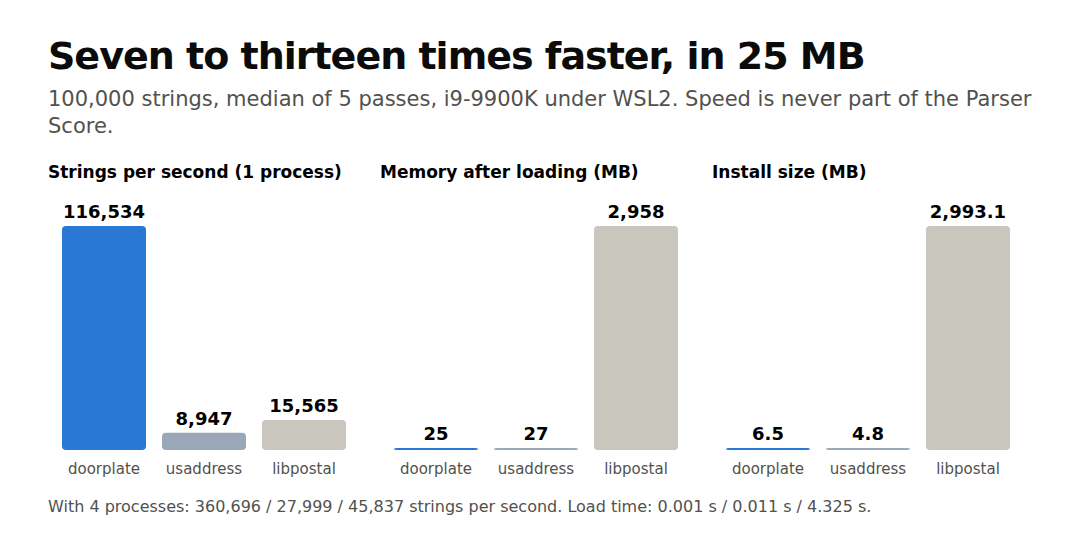 Seven to thirteen times faster, in 25 MB
100,000 strings, median of 5 passes, i9-9900K under WSL2. Speed is never part of the Parser
Score.
Strings per second (1 process)
116,534
8,947
15,565
doorplate
usaddress
libpostal
Memory after loading (MB)
25
27
2,958
doorplate
usaddress
libpostal
Install size (MB)
6.5
4.8
2,993.1
doorplate
usaddress
libpostal
With 4 processes: 360,696 / 27,999 / 45,837 strings per second. Load time: 0.001 s / 0.011 s / 4.325 s.